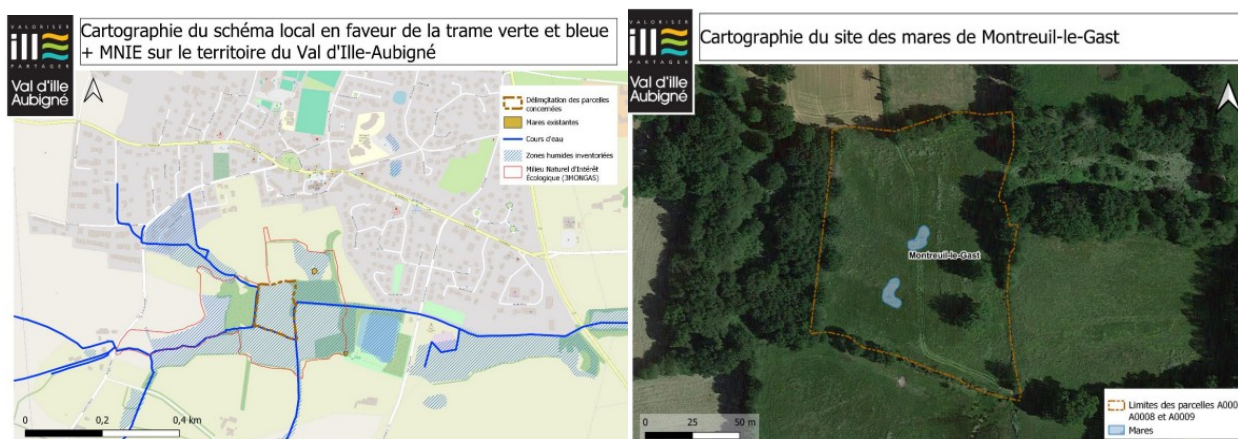 VALORISER
ill
PARTAGER
Val d'ille
Aubigné
Cartographie du schéma local en faveur de la trame verte et bleue
+ MNIE sur le territoire du Val d'Ille-Aubigné
Délimqitation des parcelles
concernées
Mares existantes
Cours d'eau
Zones humides inventoriées
Milieu Naturel d'Intérêt
Écologique (3MONGAS)
0 0,2 0,4 km
VALORISER
ill
PARTAGER
Val d'ille
Aubigné
Cartographie du site des mares de Montreuil-le-Gast
Montreuil-le-Gast
0 25 50 m
Limites des parcelles A000
A0008 et A0009
Mares